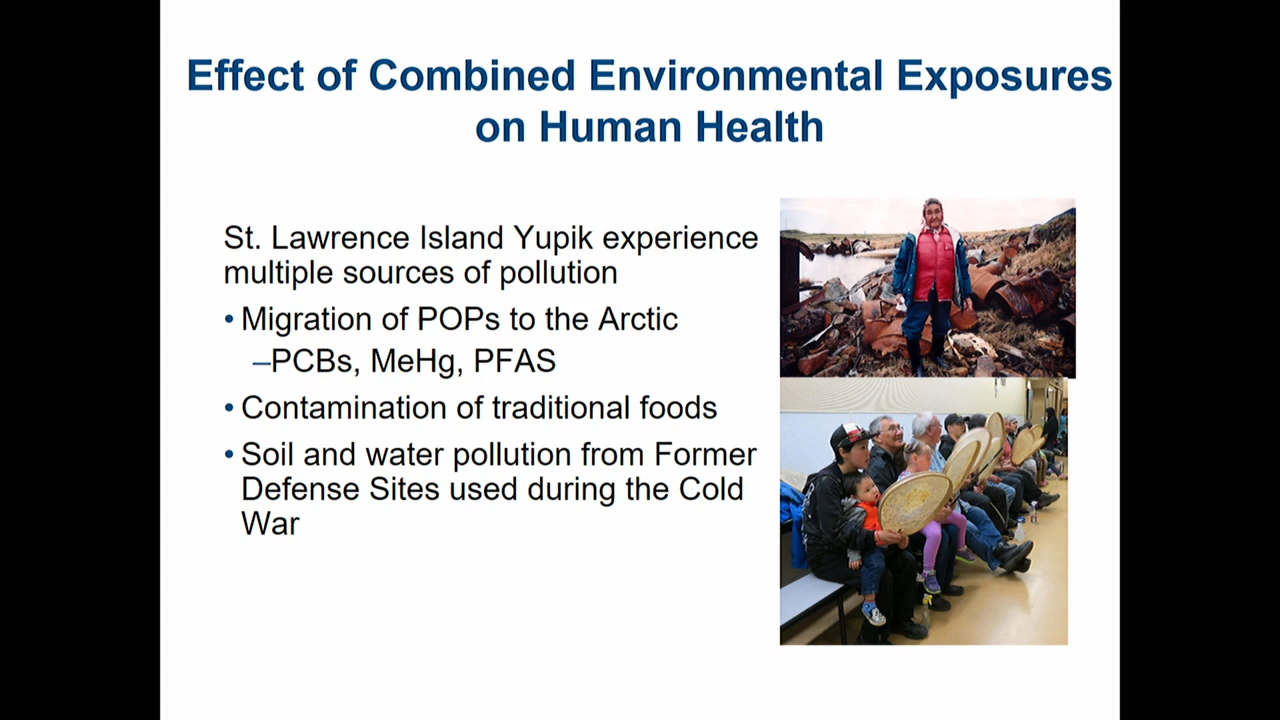 Effect of Combined Environmental Exposures
on Human Health
St. Lawrence Island Yupik experience
multiple sources of pollution
• Migration of POPs to the Arctic
–PCBs, MeHg, PFAS
• Contamination of traditional foods
• Soil and water pollution from Former
Defense Sites used during the Cold
War